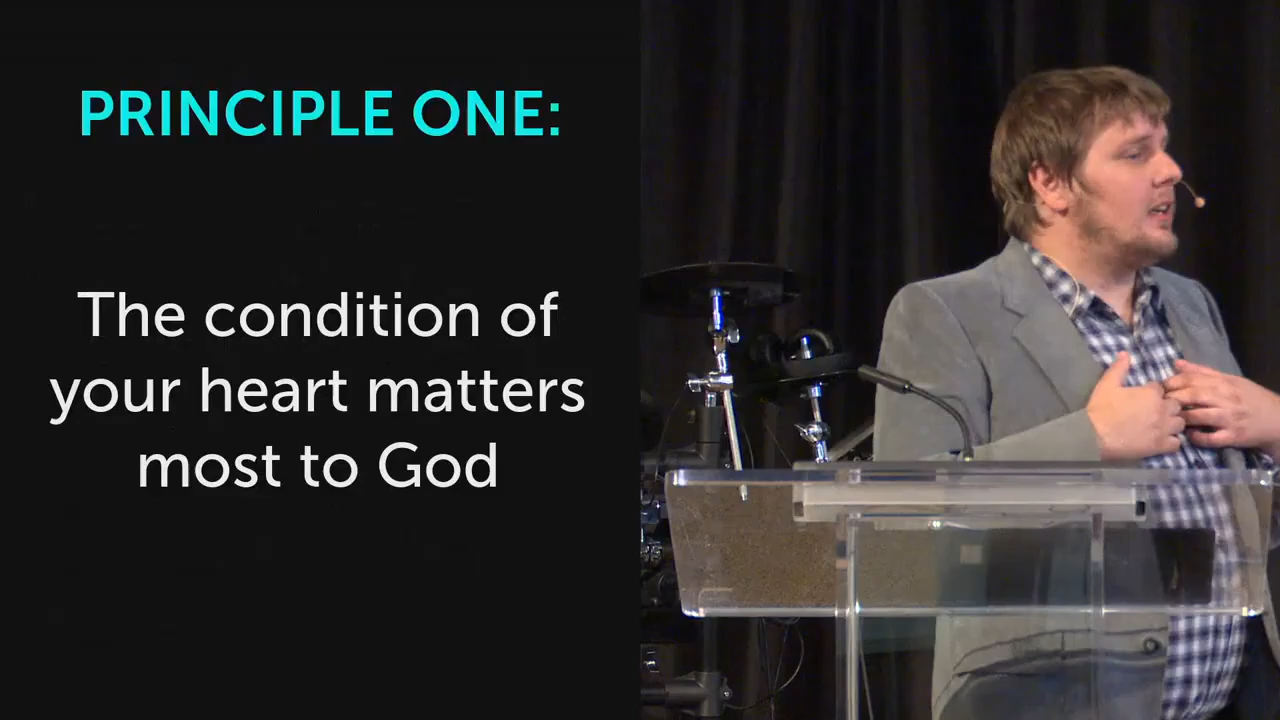 PRINCIPLE ONE:
The condition of
your heart matters
most to God